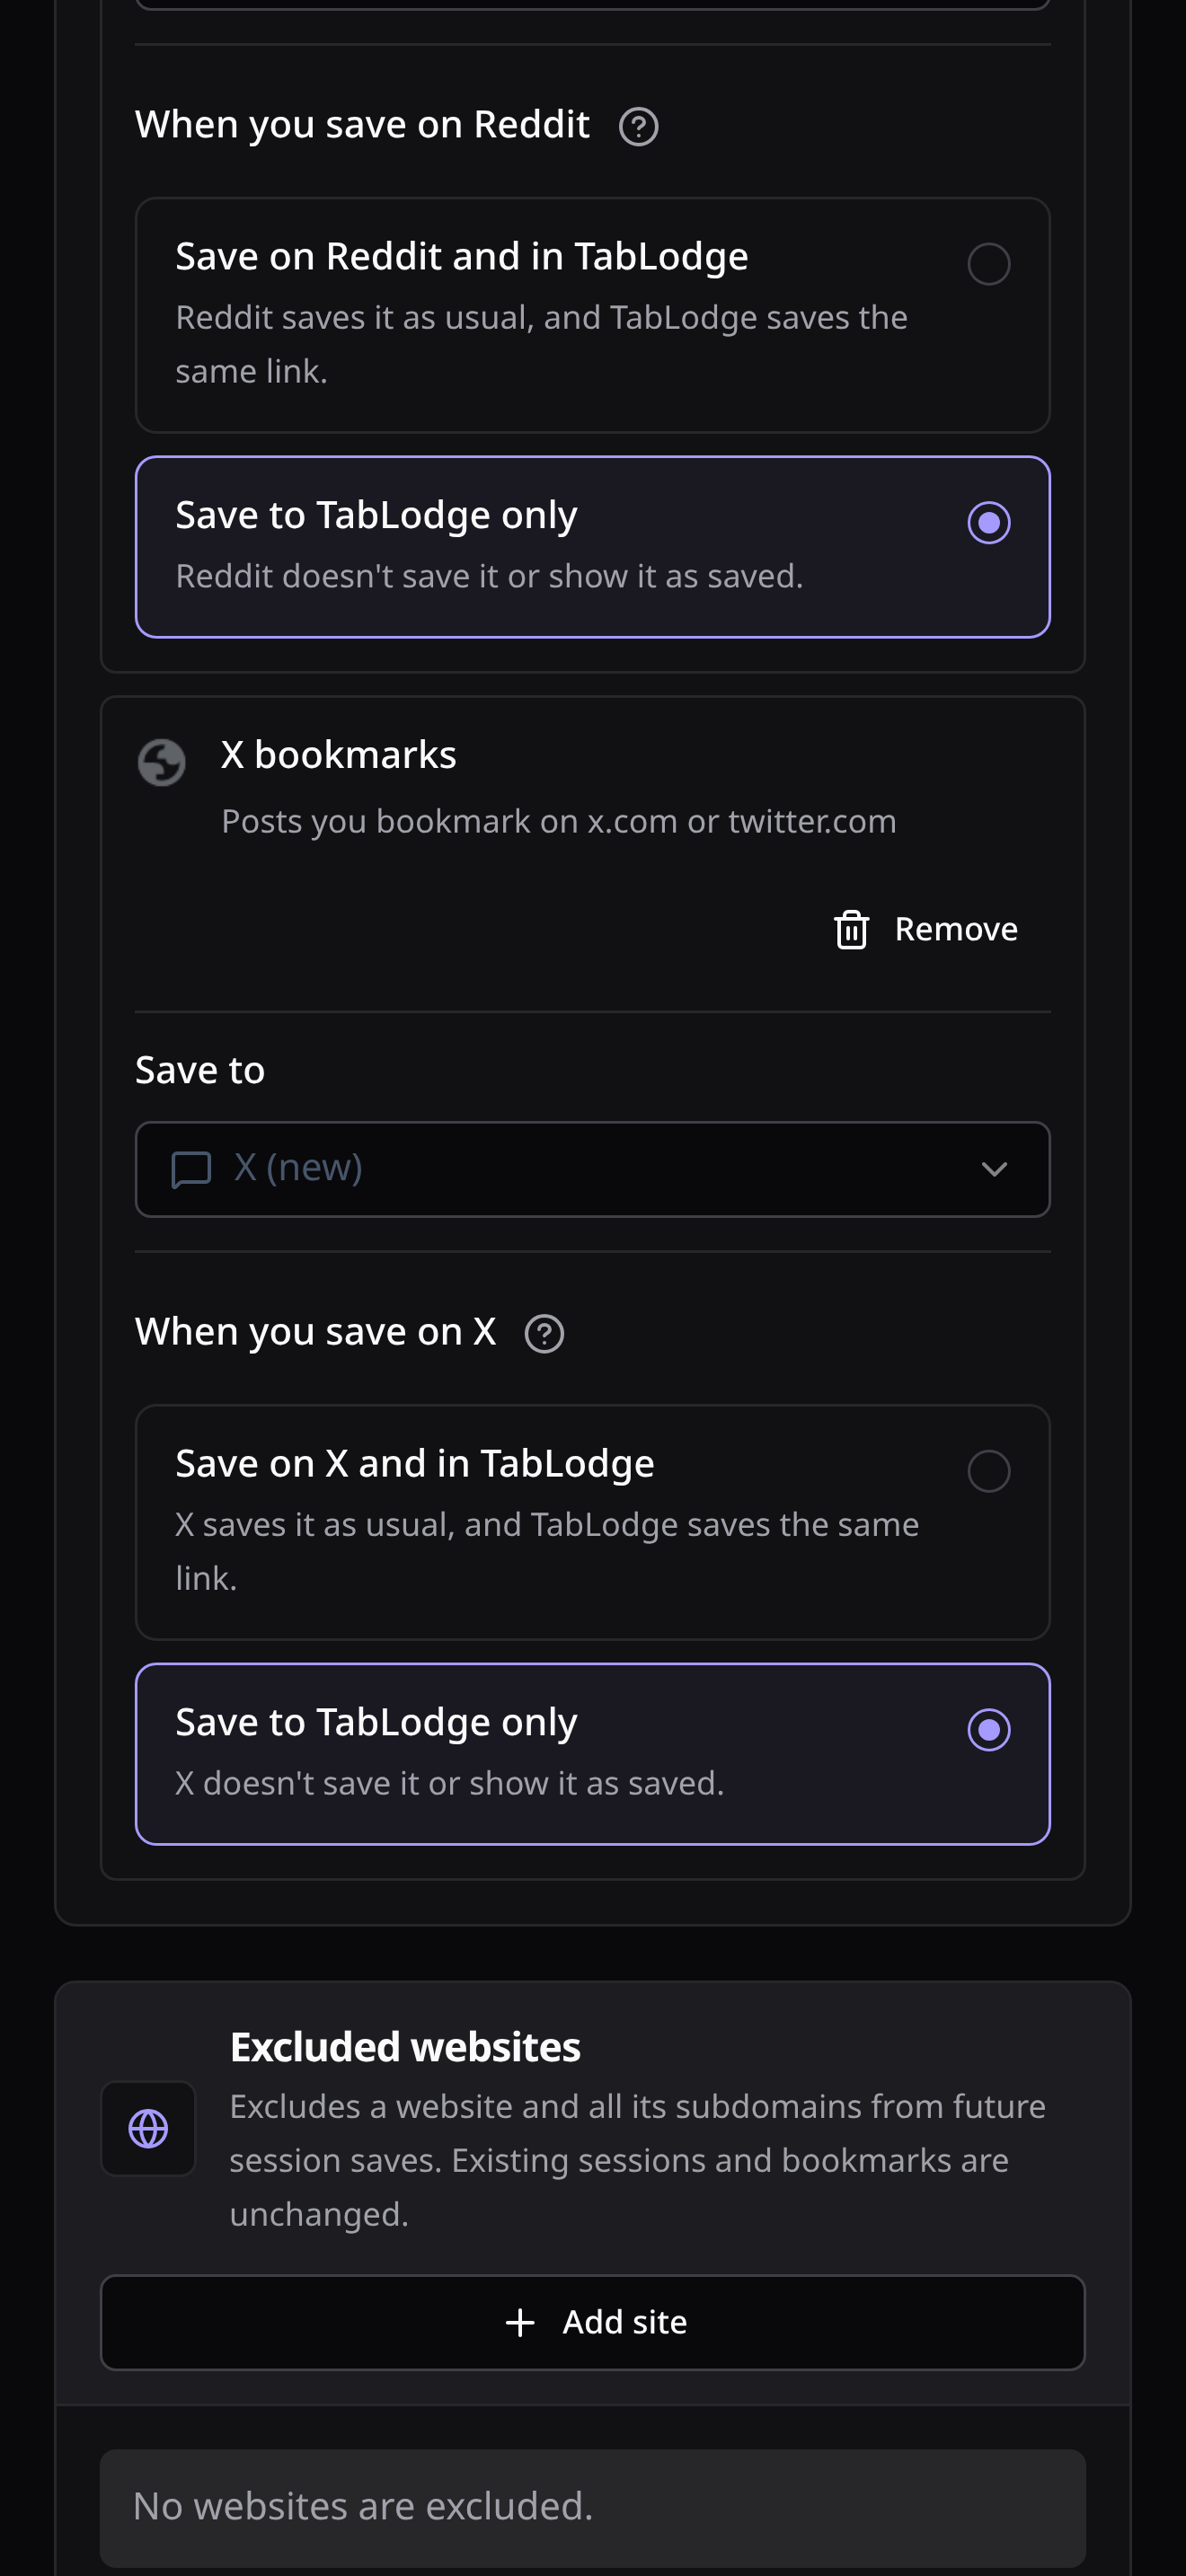 When you save on Reddit
Save on Reddit and in TabLodge
Reddit saves it as usual, and TabLodge saves the
same link.
Save to TabLodge only
Reddit doesn't save it or show it as saved.
X bookmarks
Posts you bookmark on x.com or twitter.com
Remove
Save to
X (new)
When you save on X
Save on X and in TabLodge
X saves it as usual, and TabLodge saves the same
link.
Save to TabLodge only
X doesn't save it or show it as saved.
Excluded websites
Excludes a website and all its subdomains from future
session saves. Existing sessions and bookmarks are
unchanged.
Add site
No websites are excluded.